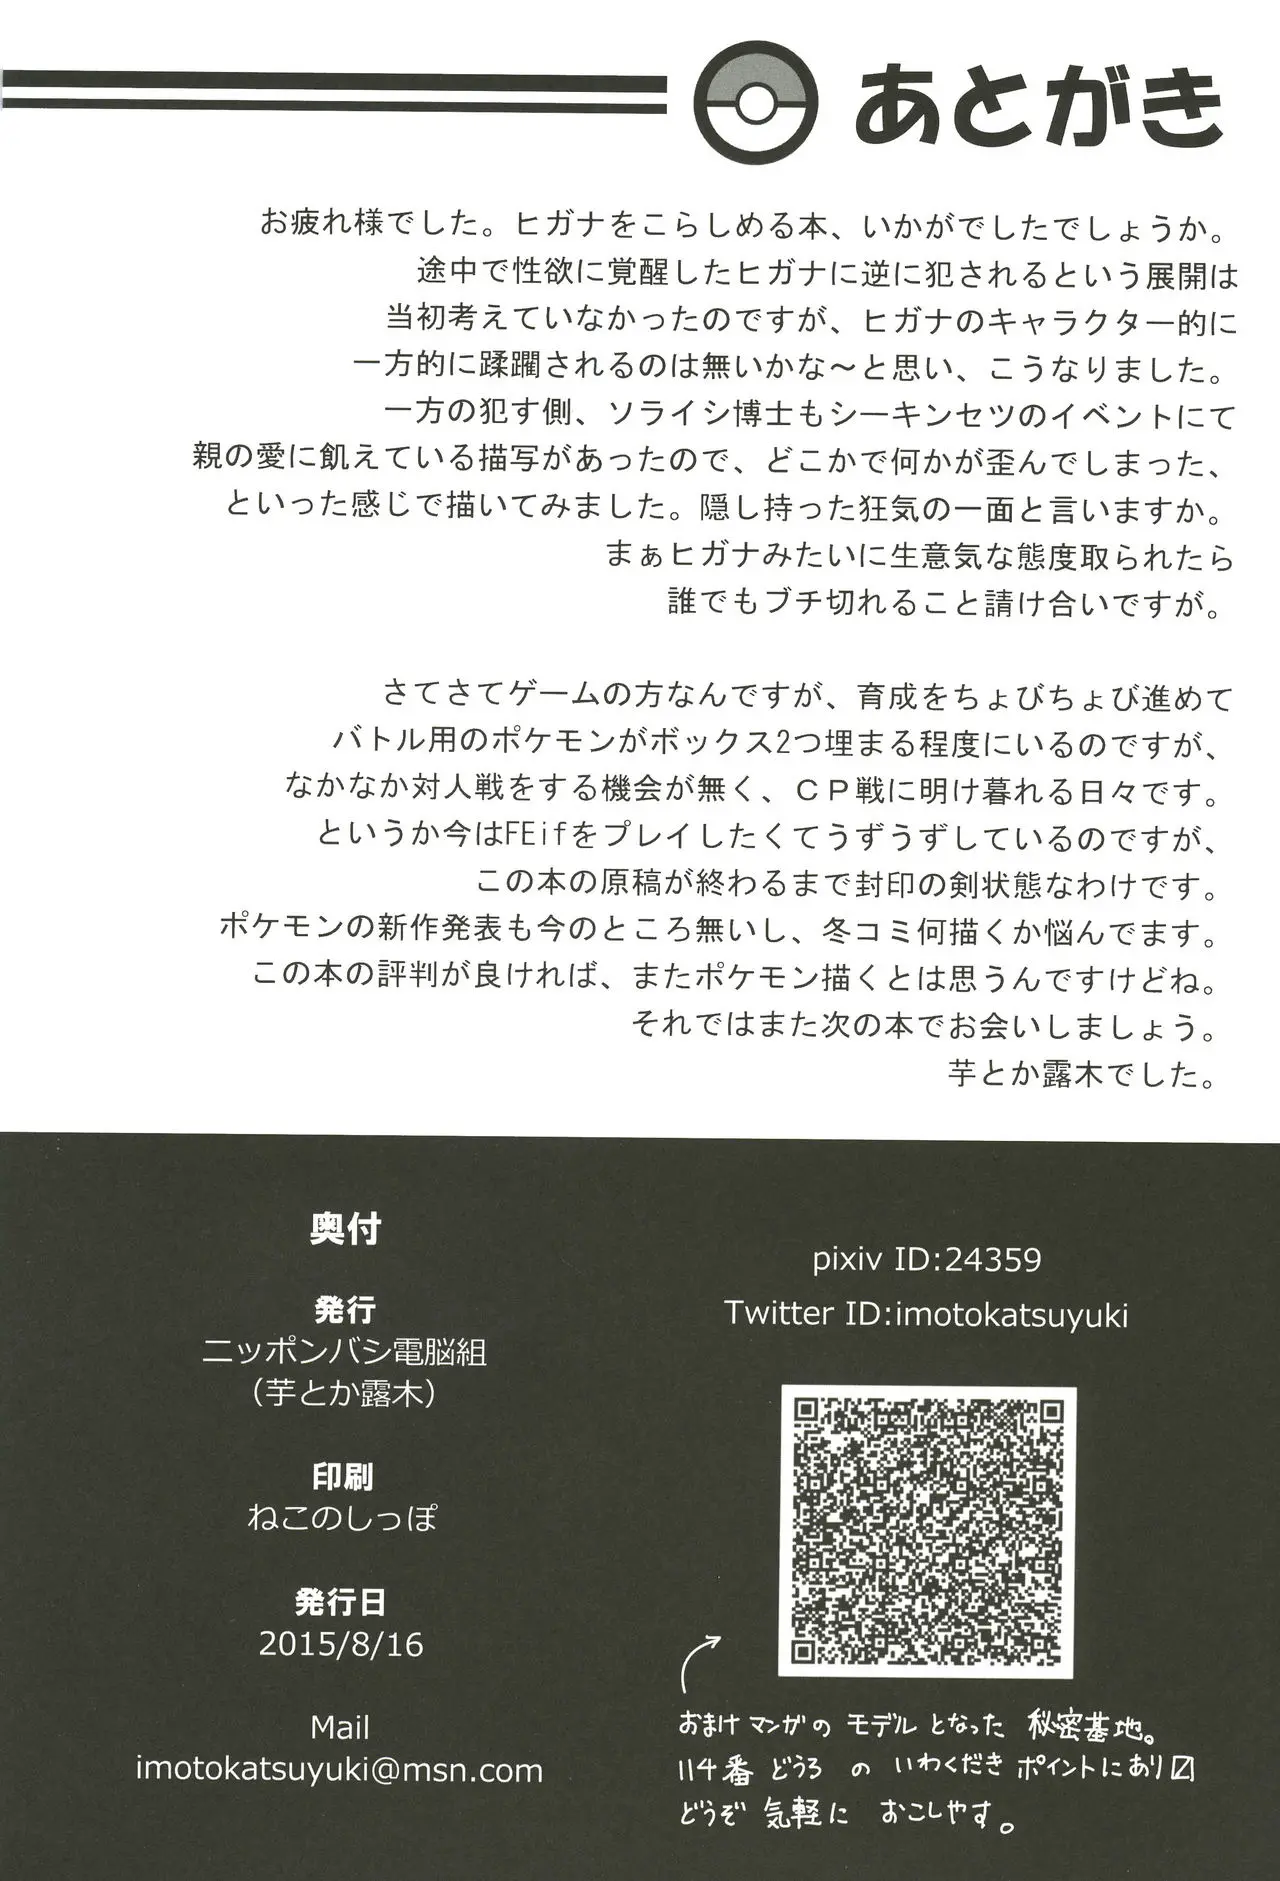 あとがき
お疲れ様でした。ヒガナをこらしめる本、いかがでしたでしょうか。
途中で性欲に覚醒したヒガナに逆に犯されるという展開は
当初考えていなかったのですが、ヒガナのキャラクター的に
一方的に蹂躙されるのは無いかな～と思い、こうなりました。
一方の犯す側、ソライシ博士もシーキンセツのイベントにて
親の愛に飢えている描写があったので、どこかで何かが歪んでしまった、
といった感じで描いてみました。隠し持った狂気の一面と言いますか。
まぁヒガナみたいに生意気な態度取られたら
誰でもブチ切れること請け合いですが。
さてさてゲームの方なんですが、育成をちょびちょび進めて
バトル用のポケモンがボックス2つ埋まる程度にいるのですが、
なかなか対人戦をする機会が無く、ＣＰ戦に明け暮れる日々です。
というか今はFEifをプレイしたくてうずうずしているのですが、
この本の原稿が終わるまで封印の剣状態なわけです。
ポケモンの新作発表も今のところ無いし、冬コミ何描くか悩んでます。
この本の評判が良ければ、またポケモン描くとは思うんですけどね。
それではまた次の本でお会いしましょう。
芋とか露木でした。
奥付
発行
ニッポンバシ電脳組
（芋とか露木）
印刷
ねこのしっぽ
発行日
2015/8/16
Mail
imotokatsuyuki@msn.com
pixiv ID:24359
Twitter ID:imotokatsuyuki
おまけマンガの モデル となった 秘密基地。
114番 どうろ の いわくだき ポイントにあり〼
どうぞ 気軽に おこしやす。